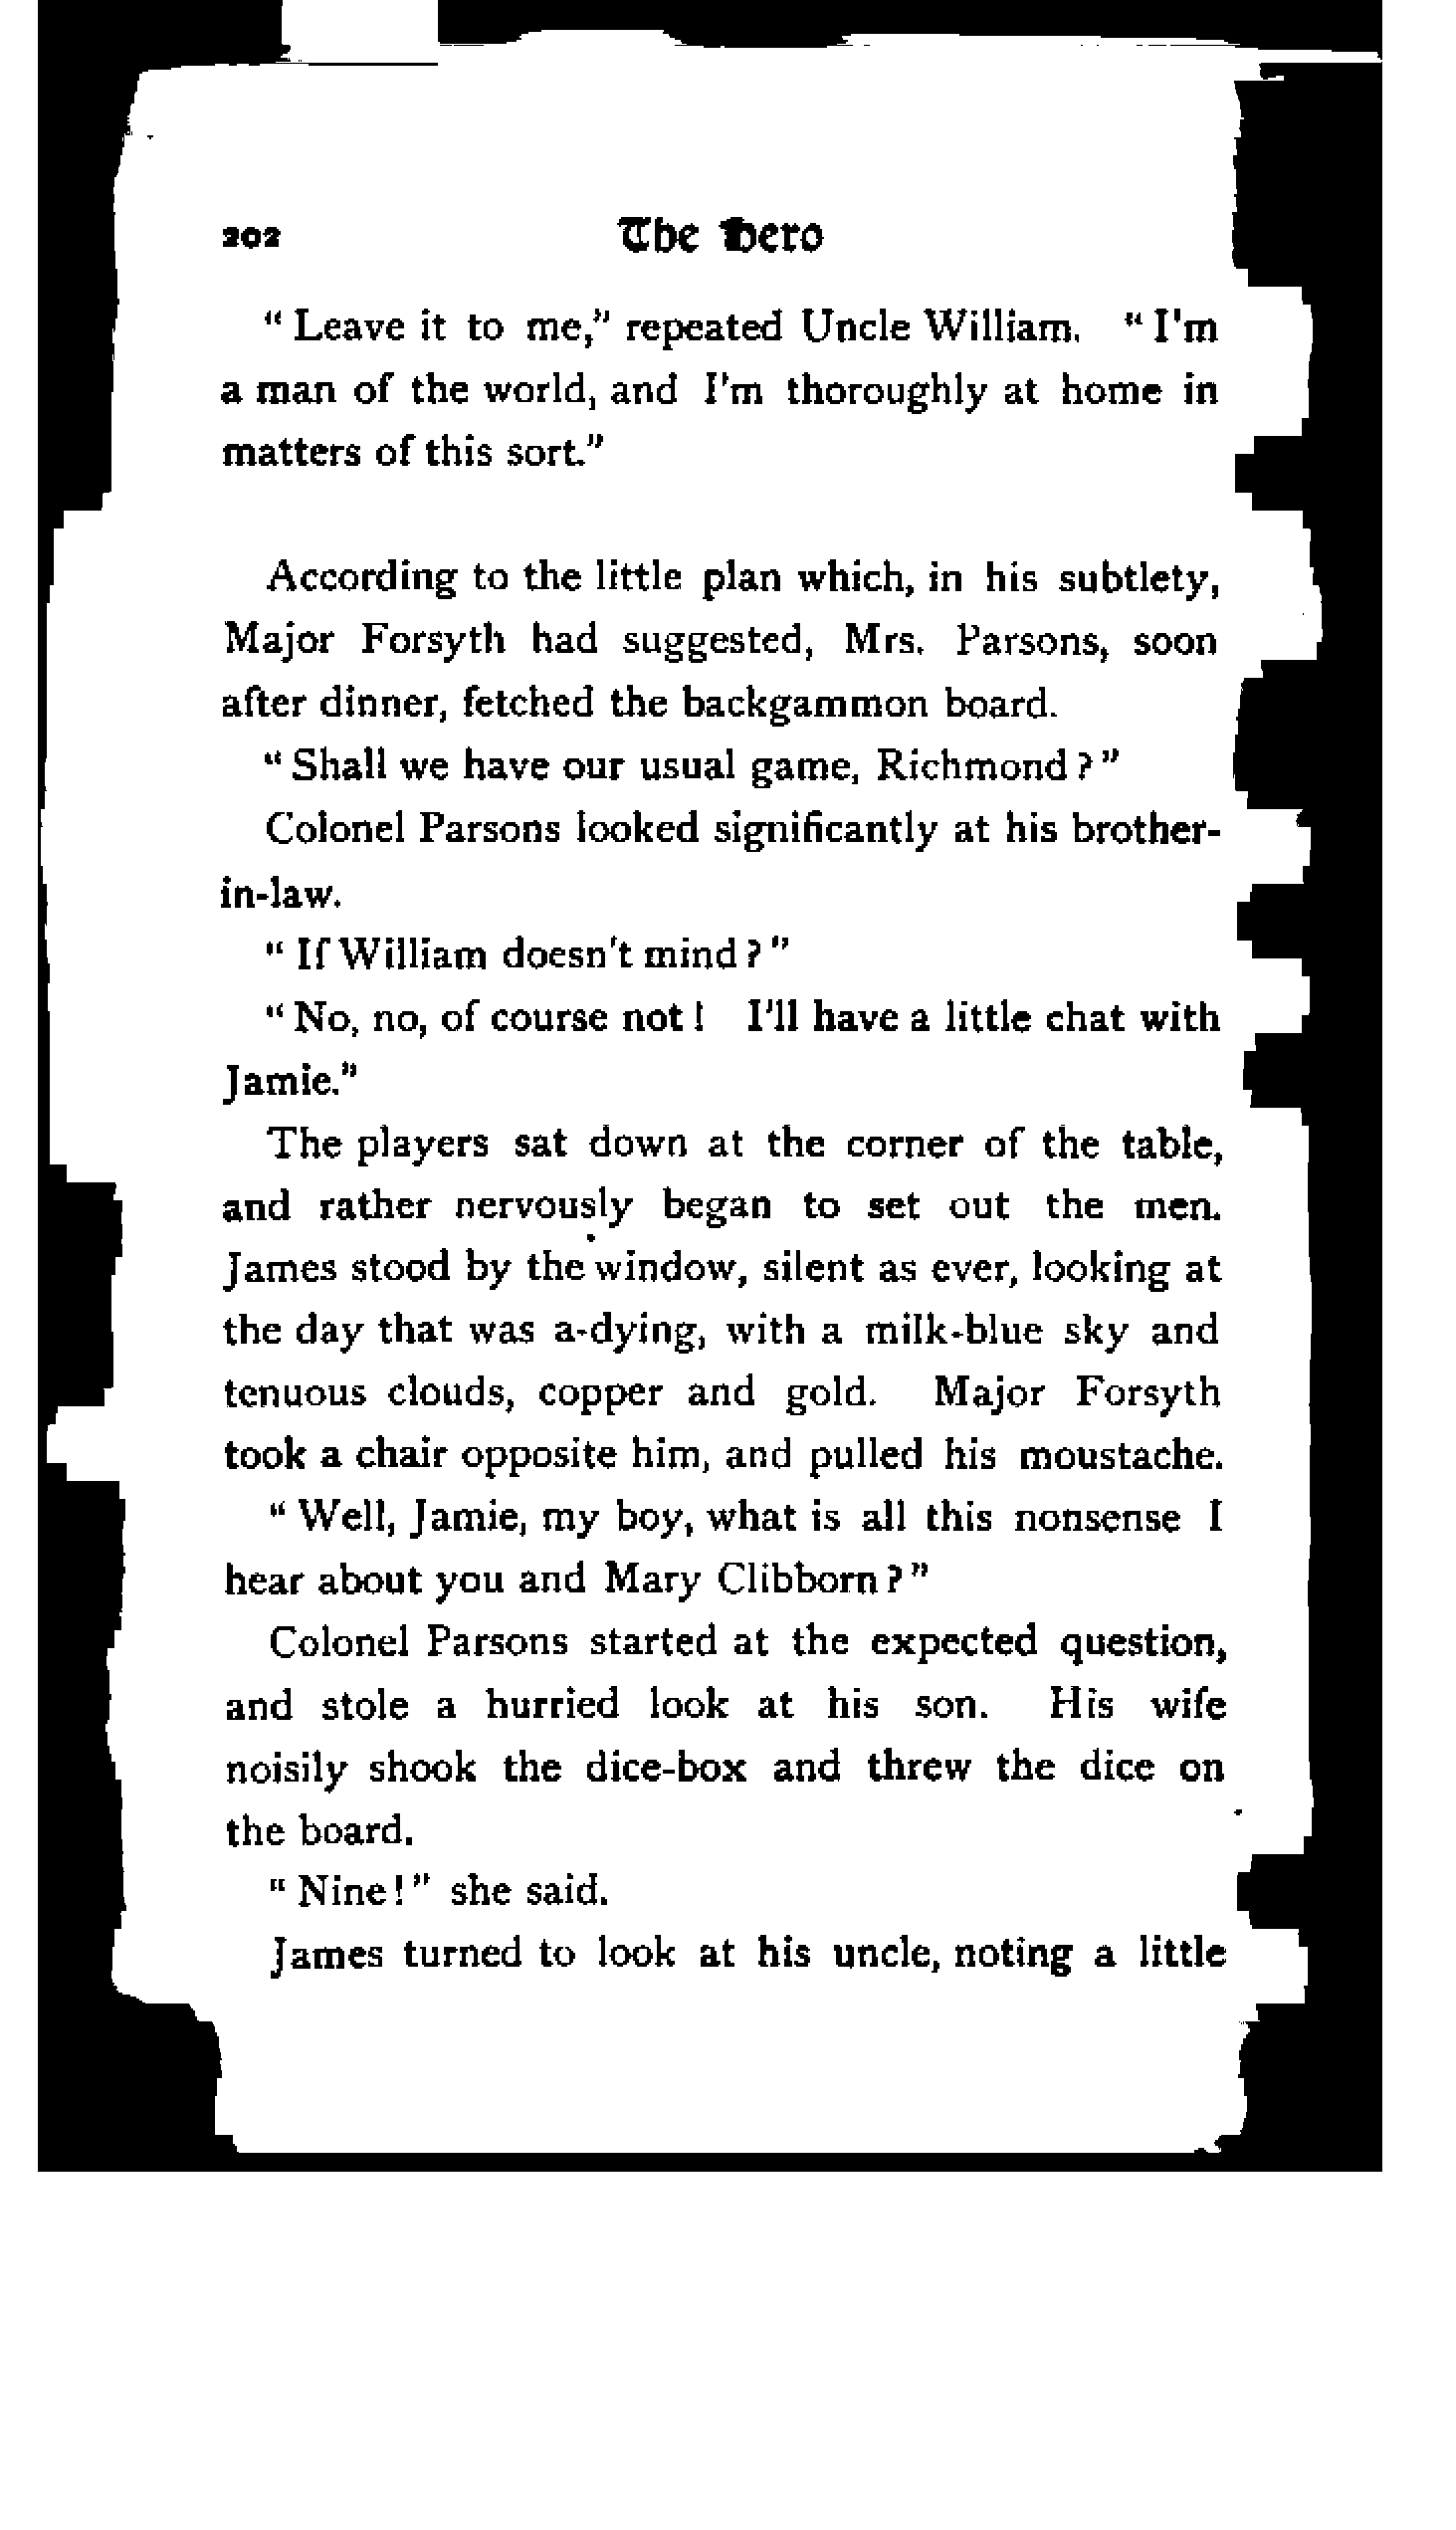 202 The Hero
“Leave it to me,” repeated Uncle William. “I'm
a man of the world, and I'm thoroughly at home in
matters of this sort.”
According to the little plan which, in his subtlety,
Major Forsyth had suggested, Mrs. Parsons, soon
after dinner, fetched the backgammon board.
“Shall we have our usual game, Richmond?”
Colonel Parsons looked significantly at his brother-
in-law.
“If William doesn't mind?”
“No, no, of course not! I'll have a little chat with
Jamie.”
The players sat down at the corner of the table,
and rather nervously began to set out the men.
James stood by the window, silent as ever, looking at
the day that was a-dying, with a milk-blue sky and
tenuous clouds, copper and gold. Major Forsyth
took a chair opposite him, and pulled his moustache.
“Well, Jamie, my boy, what is all this nonsense I
hear about you and Mary Clibborn?”
Colonel Parsons started at the expected question,
and stole a hurried look at his son. His wife
noisily shook the dice-box and threw the dice on
the board.
“Nine!” she said.
James turned to look at his uncle, noting a little